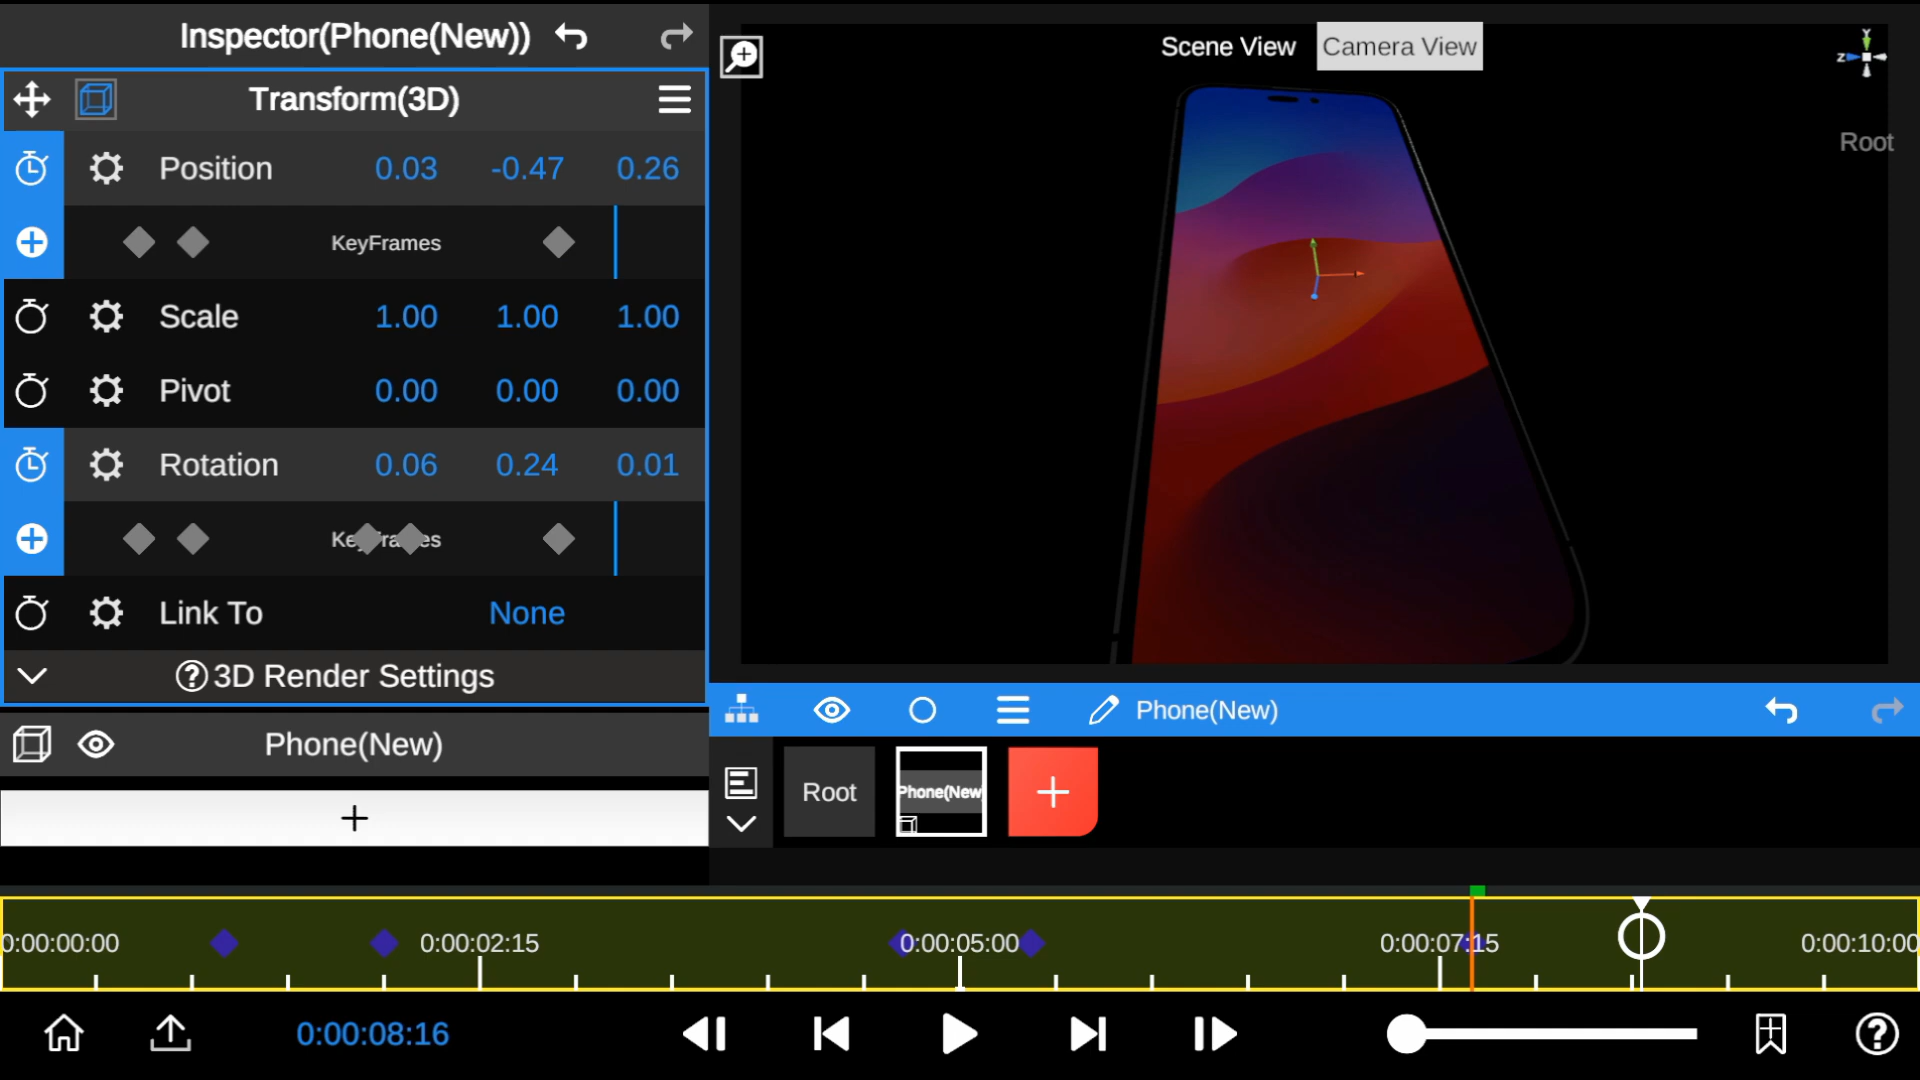 Inspector(Phone(New))
Transform(3D)
Position 0.03 -0.47 0.26
KeyFrames
Scale 1.00 1.00 1.00
Pivot 0.00 0.00 0.00
Rotation 0.06 0.24 0.01
KeyFrames
Link To None
3D Render Settings
Phone(New)
+
Scene View Camera View
Y
Z
Root
Phone(New)
Root Phone(New +
0:00:00:00 0:00:02:15 0:00:05:00 0:00:07:15 0:00:10:00
0:00:08:16